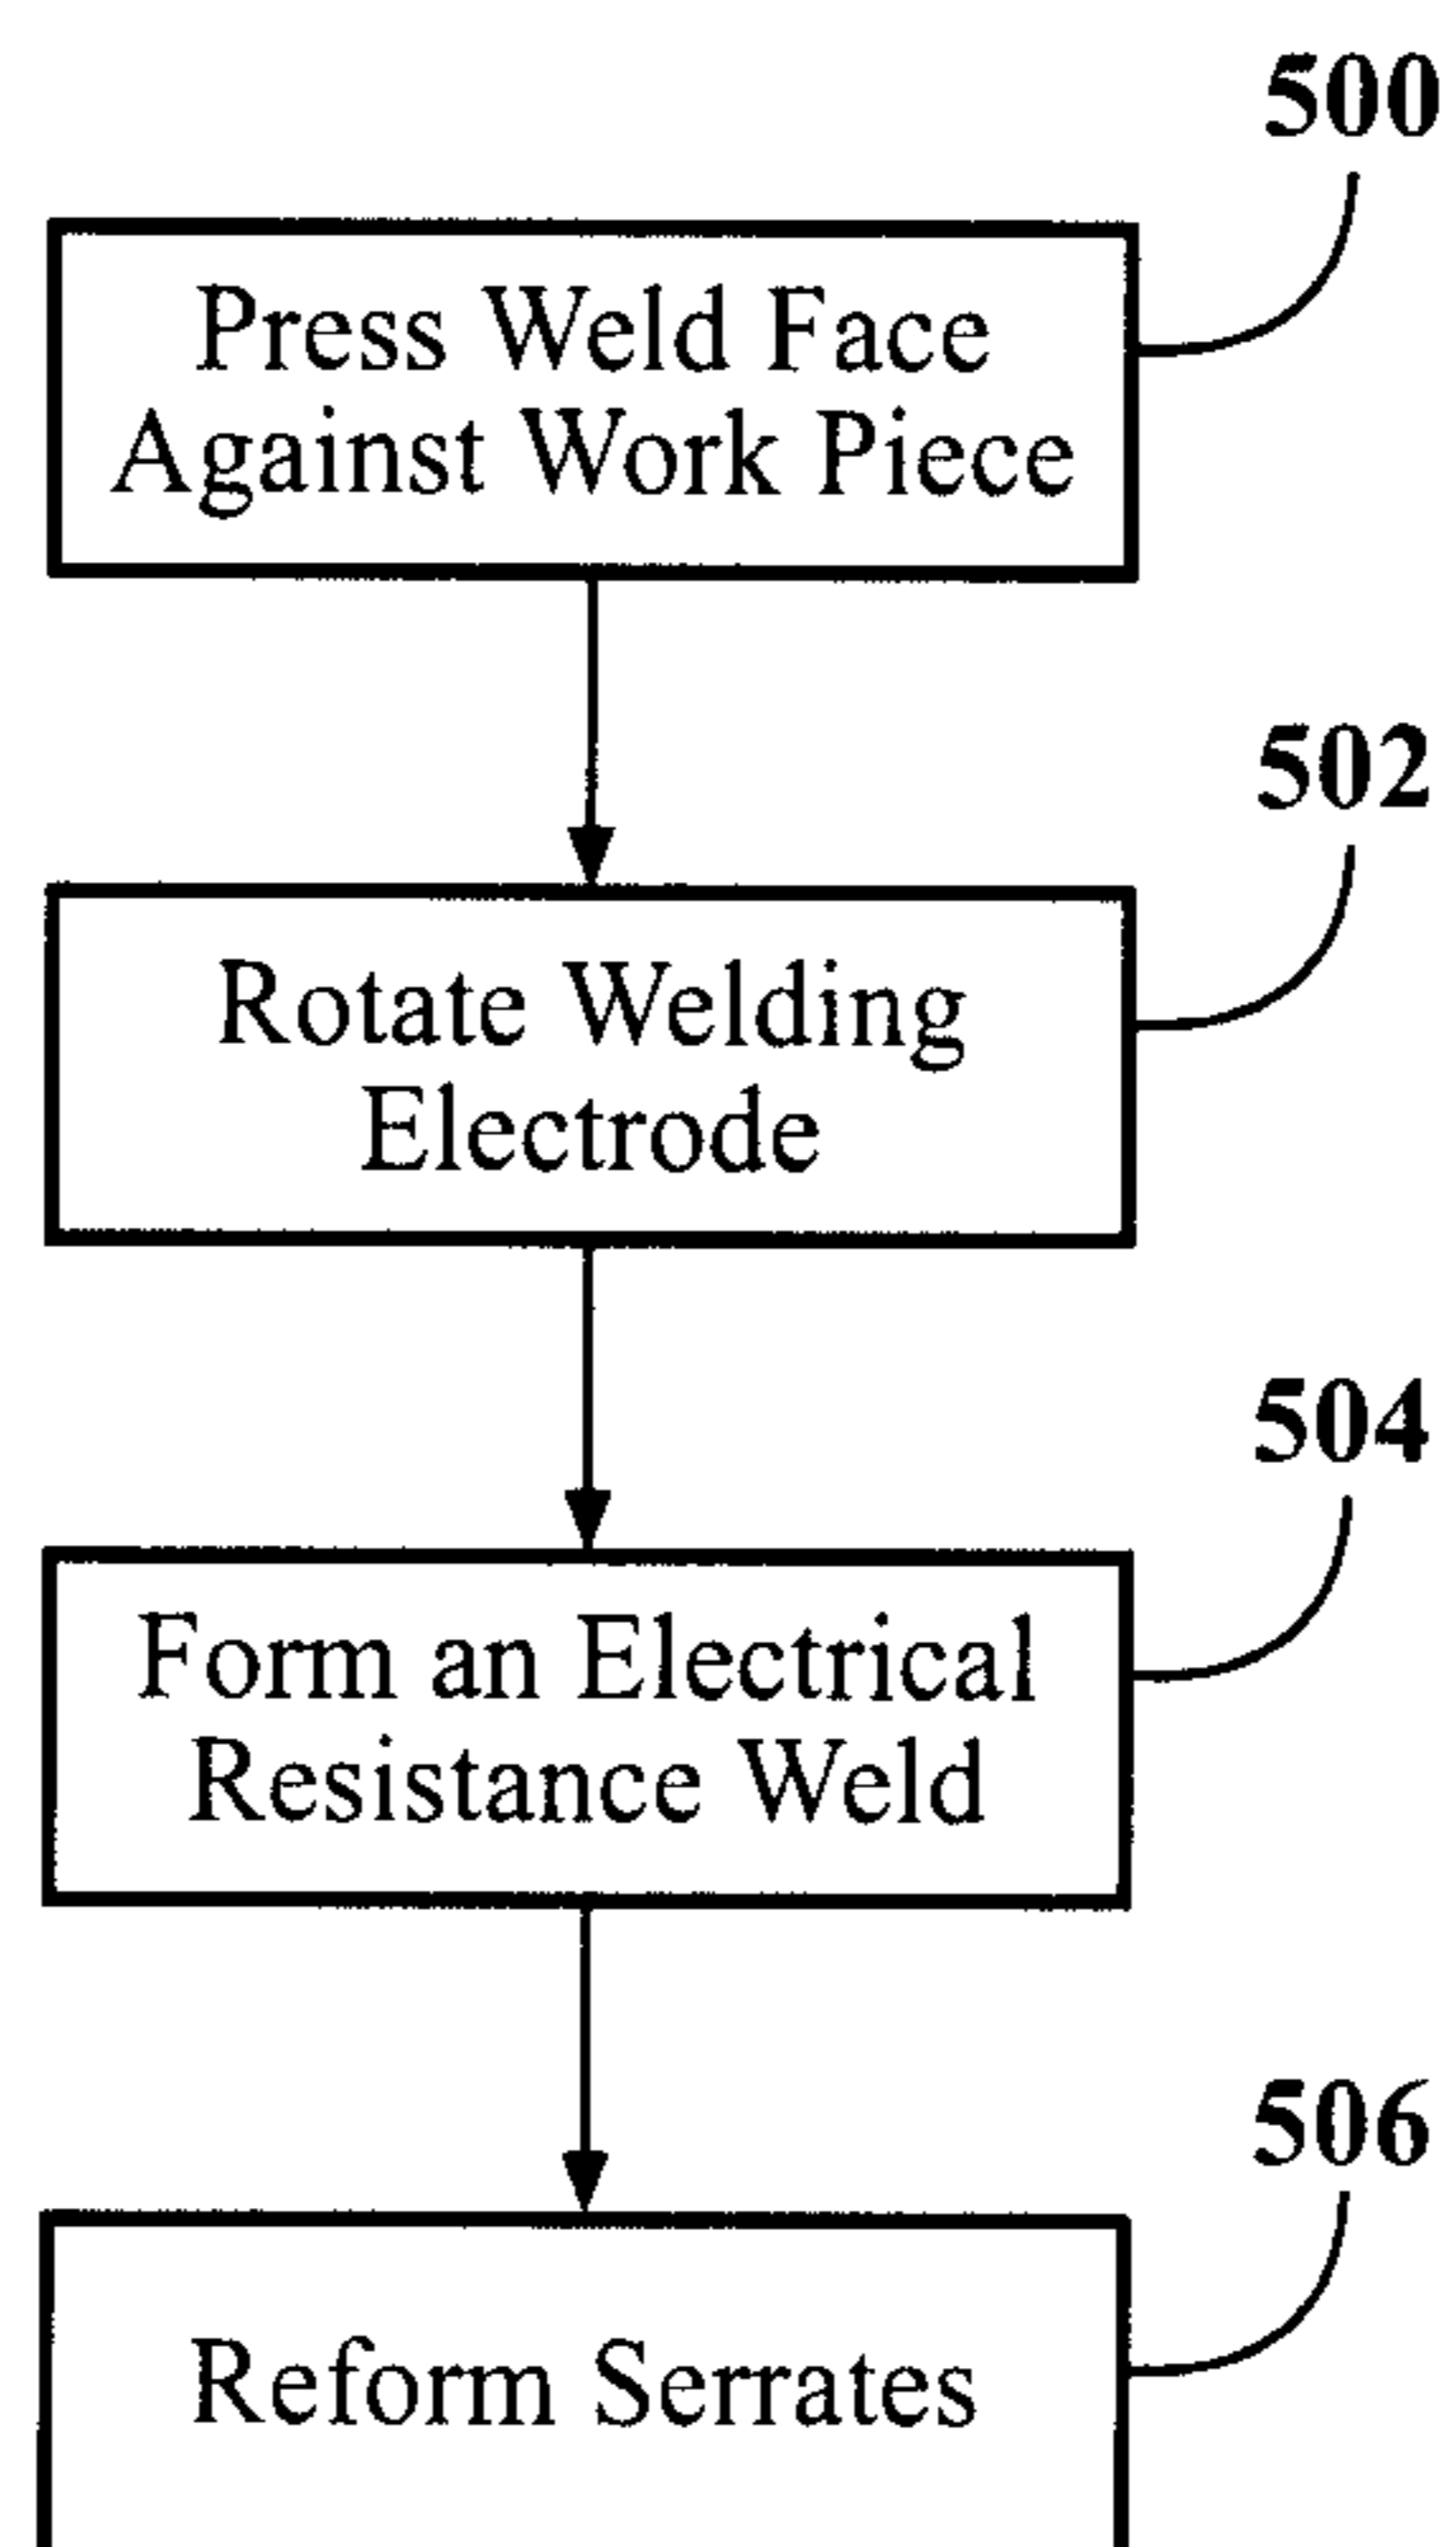 500
Press Weld Face
Against Work Piece
502
Rotate Welding
Electrode
504
Form an Electrical
Resistance Weld
506
Reform Serrates